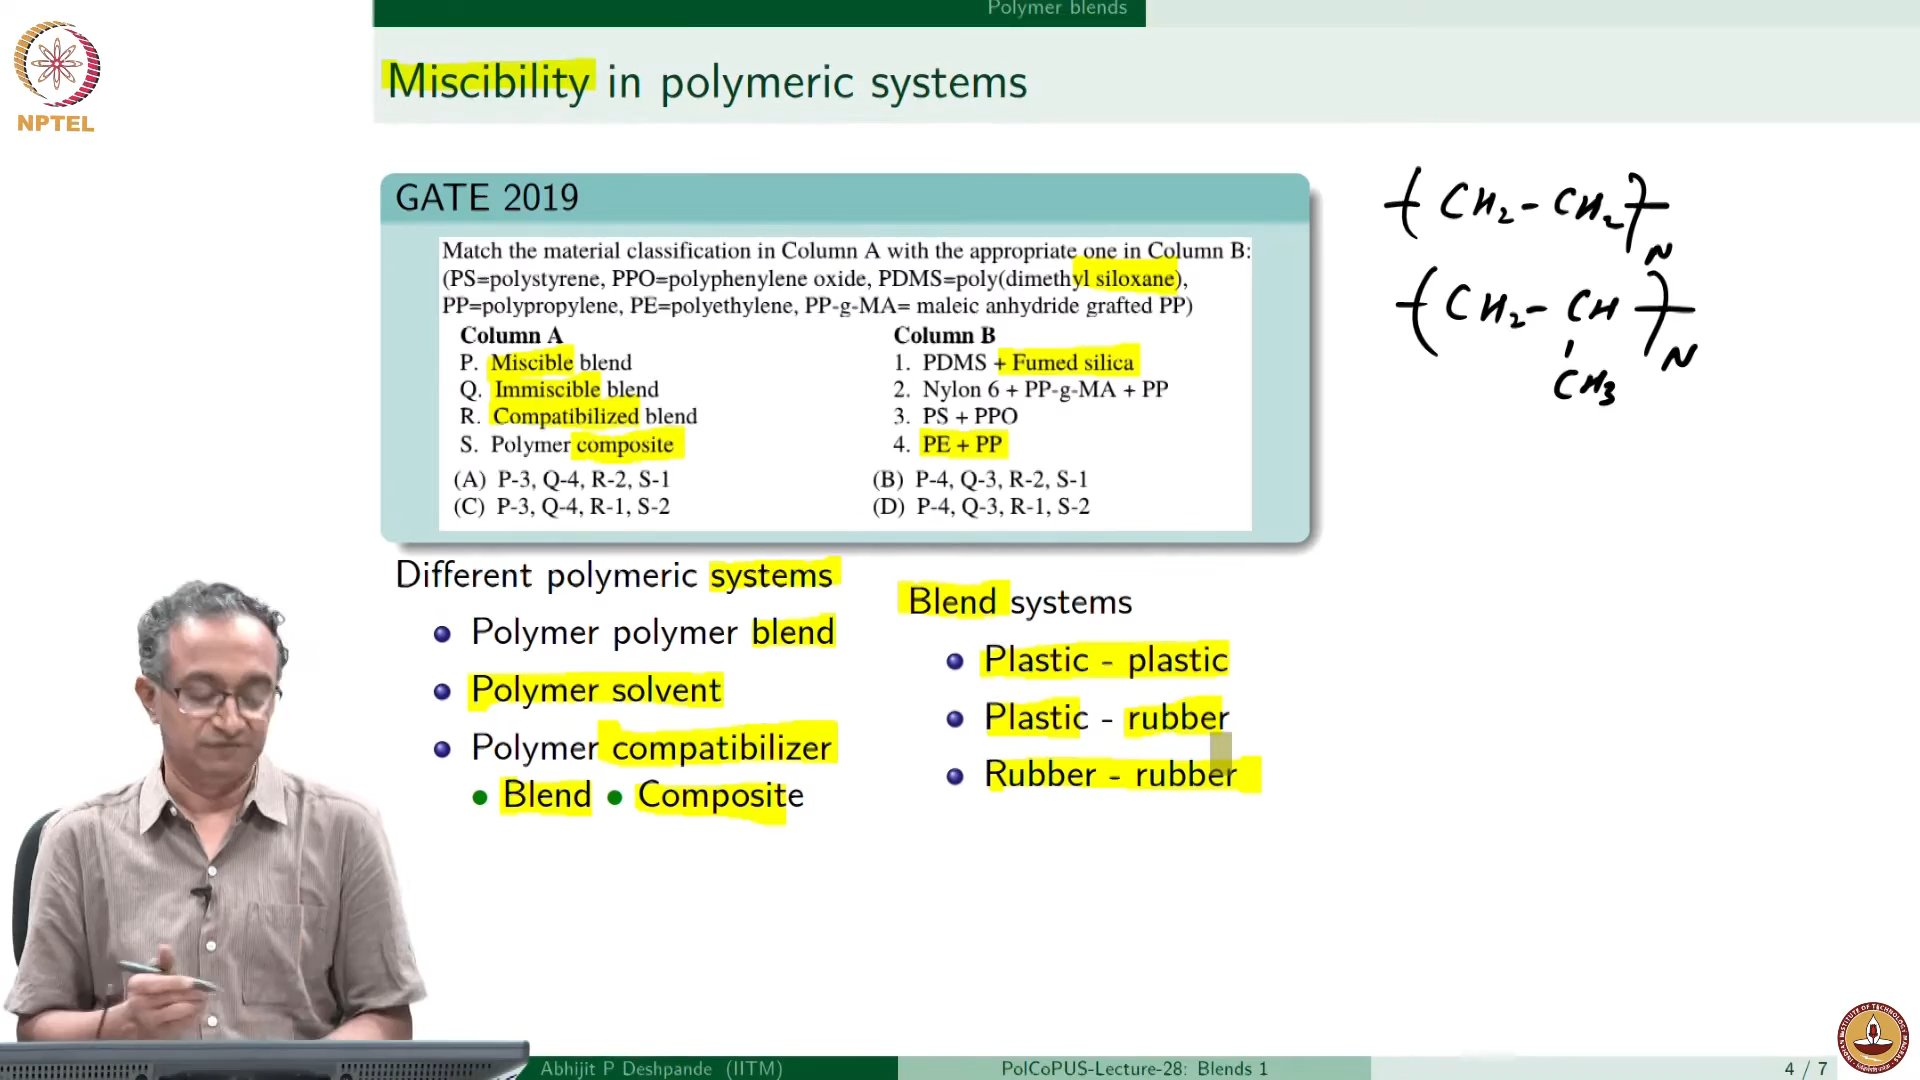 Polymer blends
NPTEL
Miscibility in polymeric systems
GATE 2019
Match the material classification in Column A with the appropriate one in Column B:
(PS=polystyrene, PPO=polyphenylene oxide, PDMS=poly(dimethyl siloxane),
PP=polypropylene, PE=polyethylene, PP-g-MA= maleic anhydride grafted PP)
Column A Column B
P. Miscible blend 1. PDMS + Fumed silica
Q. Immiscible blend 2. Nylon 6 + PP-g-MA + PP
R. Compatibilized blend 3. PS + PPO
S. Polymer composite 4. PE + PP
(A) P-3, Q-4, R-2, S-1 (B) P-4, Q-3, R-2, S-1
(C) P-3, Q-4, R-1, S-2 (D) P-4, Q-3, R-1, S-2
( CH₂ - CH₂ )N
( CH₂ - CH )N
CH₃
Different polymeric systems
• Polymer polymer blend
• Polymer solvent
• Polymer compatibilizer
• Blend • Composite
Blend systems
• Plastic - plastic
• Plastic - rubber
• Rubber - rubber
Abhijit P Deshpande (IITM) PolCoPUS-Lecture-28: Blends 1 4 / 7